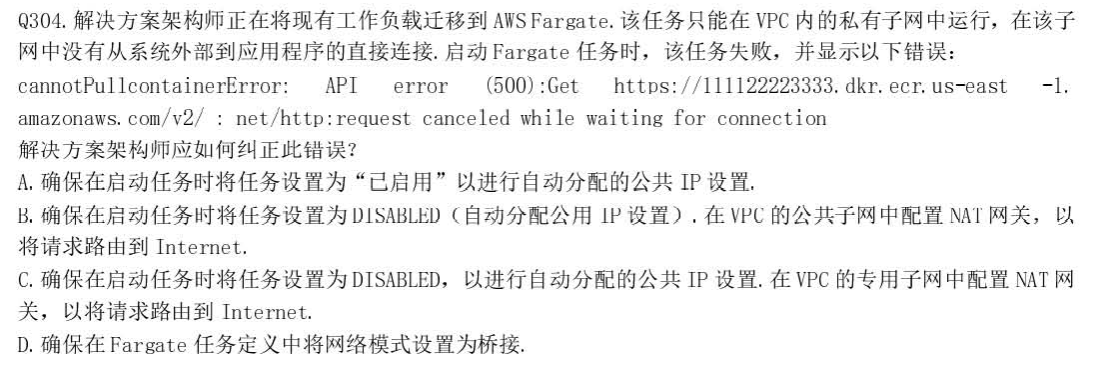 Q304.解决方案架构师正在将现有工作负载迁移到 AWS Fargate.该任务只能在 VPC 内的私有子网中运行，在该子
网中没有从系统外部到应用程序的直接连接.启动 Fargate 任务时，该任务失败，并显示以下错误：
cannotPullcontainerError: API error (500):Get https://111122223333.dkr.ecr.us-east -1.
amazonaws.com/v2/ : net/http:request canceled while waiting for connection
解决方案架构师应如何纠正此错误？
A.确保在启动任务时将任务设置为“已启用”以进行自动分配的公共 IP 设置.
B.确保在启动任务时将任务设置为 DISABLED（自动分配公用 IP 设置）.在 VPC 的公共子网中配置 NAT 网关，以
将请求路由到 Internet.
C.确保在启动任务时将任务设置为 DISABLED，以进行自动分配的公共 IP 设置.在 VPC 的专用子网中配置 NAT 网
关，以将请求路由到 Internet.
D.确保在 Fargate 任务定义中将网络模式设置为桥接.